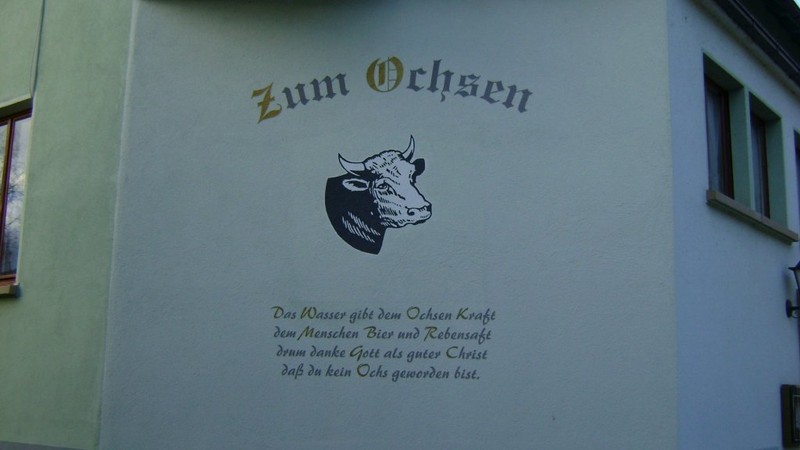 Zum Ochsen
Das Wasser gibt dem Ochsen Kraft
dem Menschen Bier und Rebensaft
drum danke Gott als guter Christ
daß du kein Ochs geworden bist.